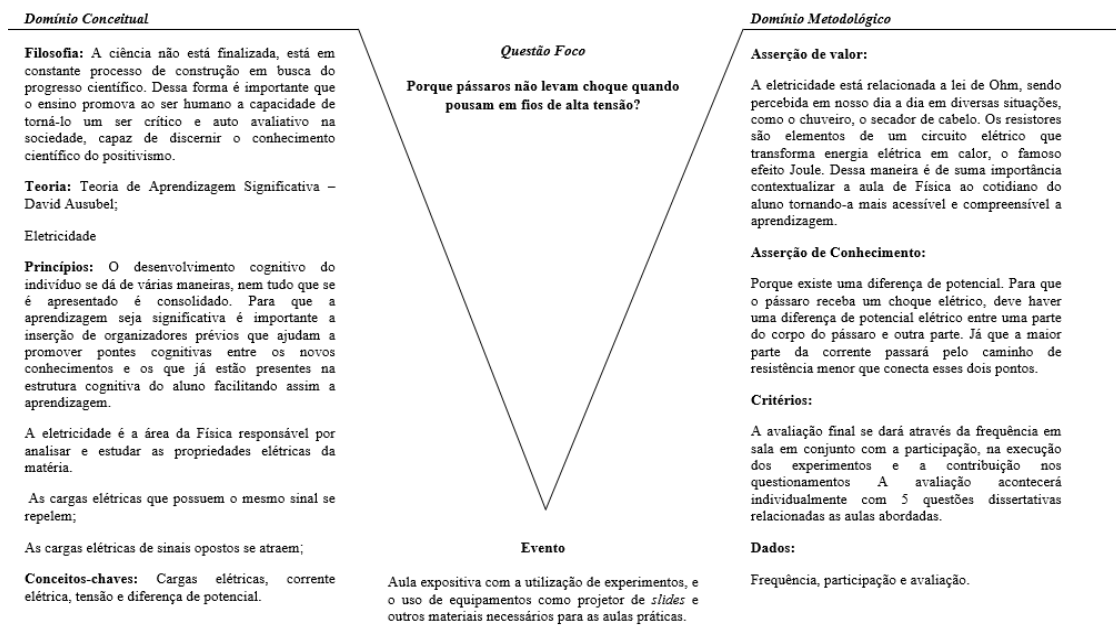 Domínio Conceitual
Filosofia: A ciência não está finalizada, está em
constante processo de construção em busca do
progresso científico. Dessa forma é importante que
o ensino promova ao ser humano a capacidade de
torná-lo um ser crítico e auto avaliativo na
sociedade, capaz de discernir o conhecimento
científico do positivismo.
Teoria: Teoria de Aprendizagem Significativa –
David Ausubel;
Eletricidade
Princípios: O desenvolvimento cognitivo do
indivíduo se dá de várias maneiras, nem tudo que se
é apresentado é consolidado. Para que a
aprendizagem seja significativa é importante a
inserção de organizadores prévios que ajudam a
promover pontes cognitivas entre os novos
conhecimentos e os que já estão presentes na
estrutura cognitiva do aluno facilitando assim a
aprendizagem.
A eletricidade é a área da Física responsável por
analisar e estudar as propriedades elétricas da
matéria.
As cargas elétricas que possuem o mesmo sinal se
repelem;
As cargas elétricas de sinais opostos se atraem;
Conceitos-chaves: Cargas elétricas, corrente
elétrica, tensão e diferença de potencial.
Questão Foco
Porque pássaros não levam choque quando
pousam em fios de alta tensão?
Evento
Aula expositiva com a utilização de experimentos, e
o uso de equipamentos como projetor de slides e
outros materiais necessários para as aulas práticas.
Domínio Metodológico
Asserção de valor:
A eletricidade está relacionada a lei de Ohm, sendo
percebida em nosso dia a dia em diversas situações,
como o chuveiro, o secador de cabelo. Os resistores
são elementos de um circuito elétrico que
transforma energia elétrica em calor, o famoso
efeito Joule. Dessa maneira é de suma importância
contextualizar a aula de Física ao cotidiano do
aluno tornando-a mais acessível e compreensível a
aprendizagem.
Asserção de Conhecimento:
Porque existe uma diferença de potencial. Para que
o pássaro receba um choque elétrico, deve haver
uma diferença de potencial elétrico entre uma parte
do corpo do pássaro e outra parte. Já que a maior
parte da corrente passará pelo caminho de
resistência menor que conecta esses dois pontos.
Critérios:
A avaliação final se dará através da frequência em
sala em conjunto com a participação, na execução
dos experimentos e a contribuição nos
questionamentos A avaliação acontecerá
individualmente com 5 questões dissertativas
relacionadas as aulas abordadas.
Dados:
Frequência, participação e avaliação.